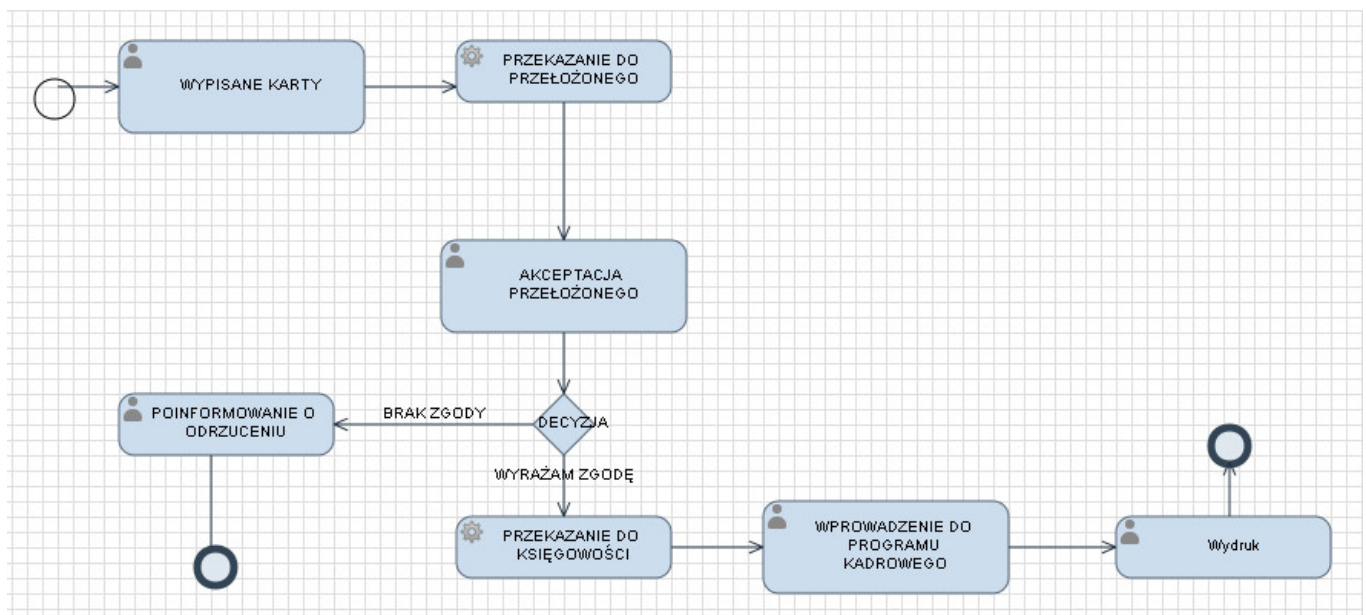 WYPISANE KARTY
PRZEKAZANIE DO
PRZEŁOŻONEGO
AKCEPTACJA
PRZEŁOŻONEGO
POINFORMOWANIE O
ODRZUCENIU
BRAK ZGODY
DECYZJA
WYRAŻAM ZGODĘ
PRZEKAZANIE DO
KSIĘGOWOŚCI
WPROWADZENIE DO
PROGRAMU
KADROWEGO
Wydruk